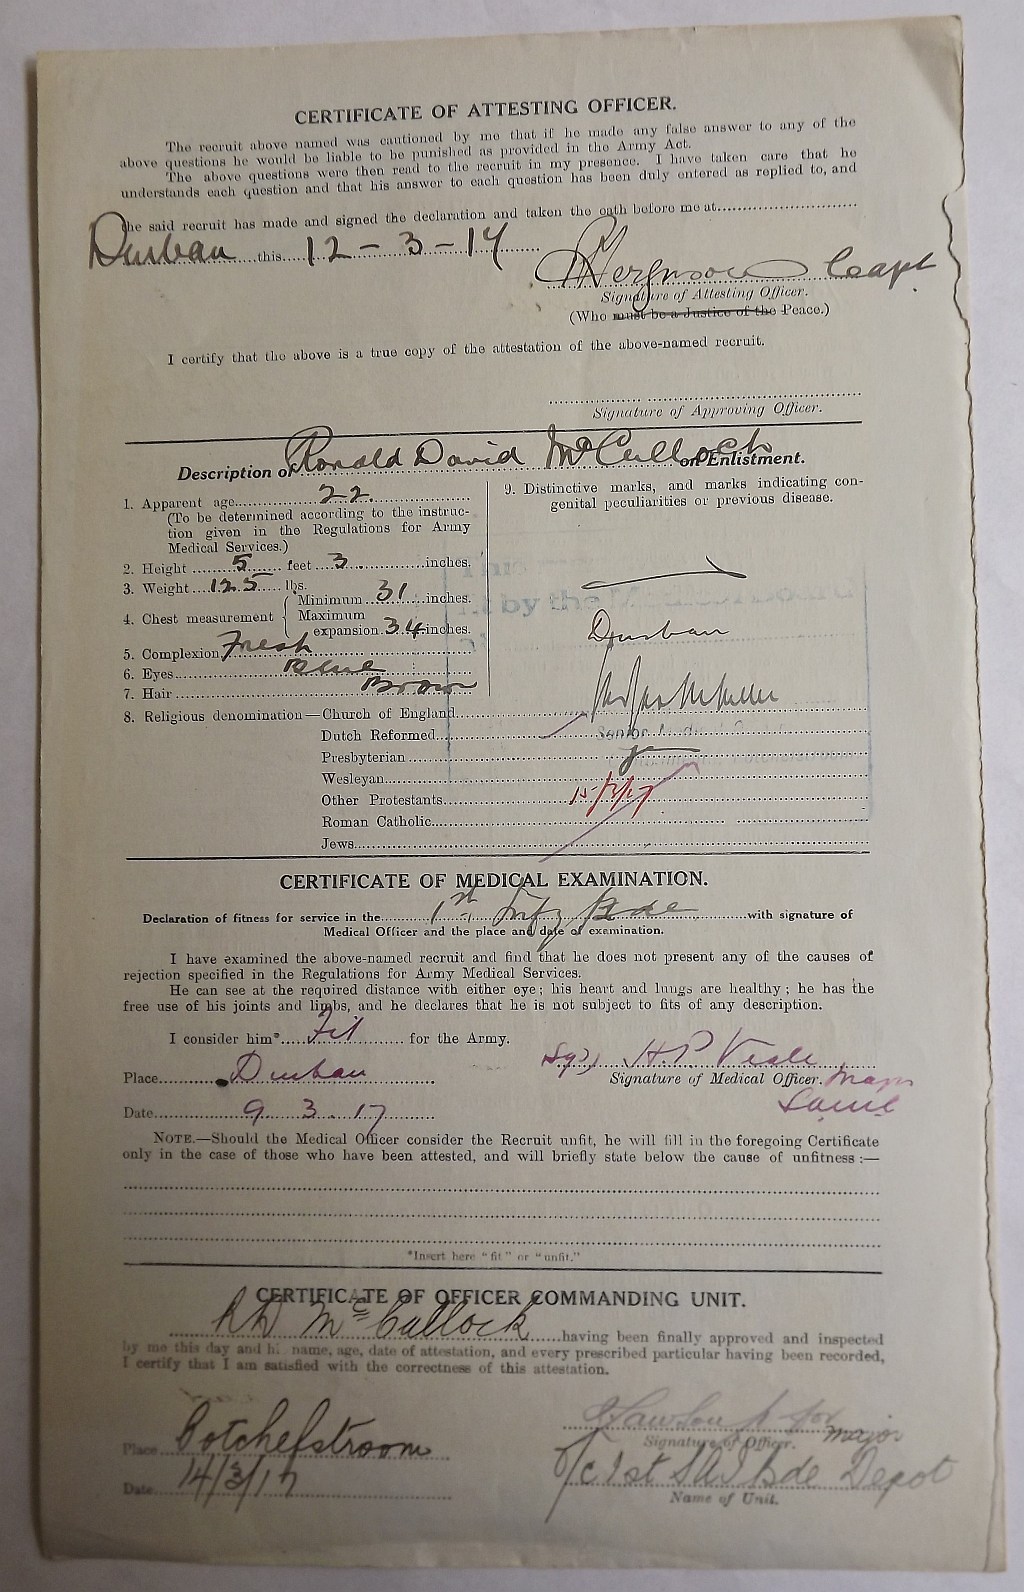 CERTIFICATE OF ATTESTING OFFICER.
The recruit above named was cautioned by me that if he made any false answer to any of the
above questions he would be liable to be punished as provided in the Army Act.
The above questions were then read to the recruit in my presence. I have taken care that he
understands each question and that his answer to each question has been duly entered as replied to, and
the said recruit has made and signed the declaration and taken the oath before me at
Durban this 12 - 3 - 17
Ferguson Capt
Signature of Attesting Officer.
(Who must be a Justice of the Peace.)
I certify that the above is a true copy of the attestation of the above-named recruit.
Signature of Approving Officer.
Description of Ronald David McCulloch on Enlistment.
1. Apparent age 22
(To be determined according to the instruc-
tion given in the Regulations for Army
Medical Services.)
2. Height 5 feet 3 inches.
3. Weight 125 lbs.
4. Chest measurement
Minimum 31 inches.
Maximum
expansion 34 inches.
5. Complexion Fresh
6. Eyes Blue
7. Hair Brown
9. Distinctive marks, and marks indicating con-
genital peculiarities or previous disease.
by the
Durban
8. Religious denomination—Church of England
Dutch Reformed
Presbyterian
Wesleyan
Other Protestants 15/3/17
Roman Catholic
Jews
CERTIFICATE OF MEDICAL EXAMINATION.
Declaration of fitness for service in the 1st Infy Bde with signature of
Medical Officer and the place and date of examination.
I have examined the above-named recruit and find that he does not present any of the causes of
rejection specified in the Regulations for Army Medical Services.
He can see at the required distance with either eye; his heart and lungs are healthy; he has the
free use of his joints and limbs, and he declares that he is not subject to fits of any description.
I consider him* Fit for the Army.
Sgd H. P. Veale
Place Durban
Signature of Medical Officer. Major
SAMC
Date 9. 3. 17
NOTE.—Should the Medical Officer consider the Recruit unfit, he will fill in the foregoing Certificate
only in the case of those who have been attested, and will briefly state below the cause of unfitness:—
*Insert here "fit" or "unfit."
CERTIFICATE OF OFFICER COMMANDING UNIT.
R D McCullock having been finally approved and inspected
by me this day and hi name, age, date of attestation, and every prescribed particular having been recorded,
I certify that I am satisfied with the correctness of this attestation.
Place Potchefstroom
Signature of Officer. Major
Date 14/3/17
O/c 1st S A I Bde Depot
Name of Unit.